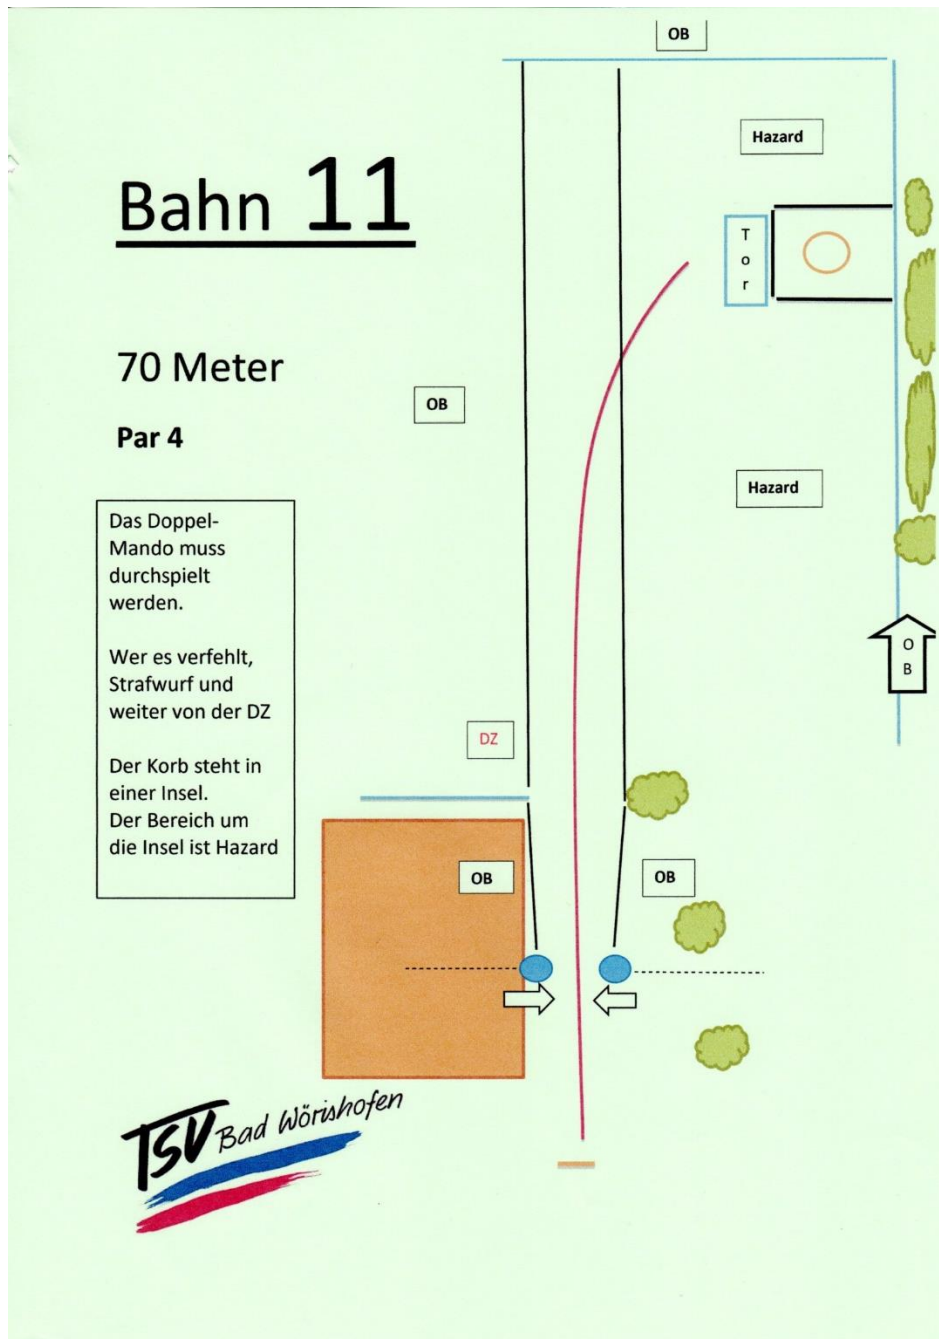 OB
Hazard
Bahn 11
Tor
70 Meter
OB
Par 4
Hazard
Das Doppel-
Mando muss
durchspielt
werden.
Wer es verfehlt,
Strafwurf und
weiter von der DZ
Der Korb steht in
einer Insel.
Der Bereich um
die Insel ist Hazard
OB
DZ
OB
OB
TSV Bad Wörishofen